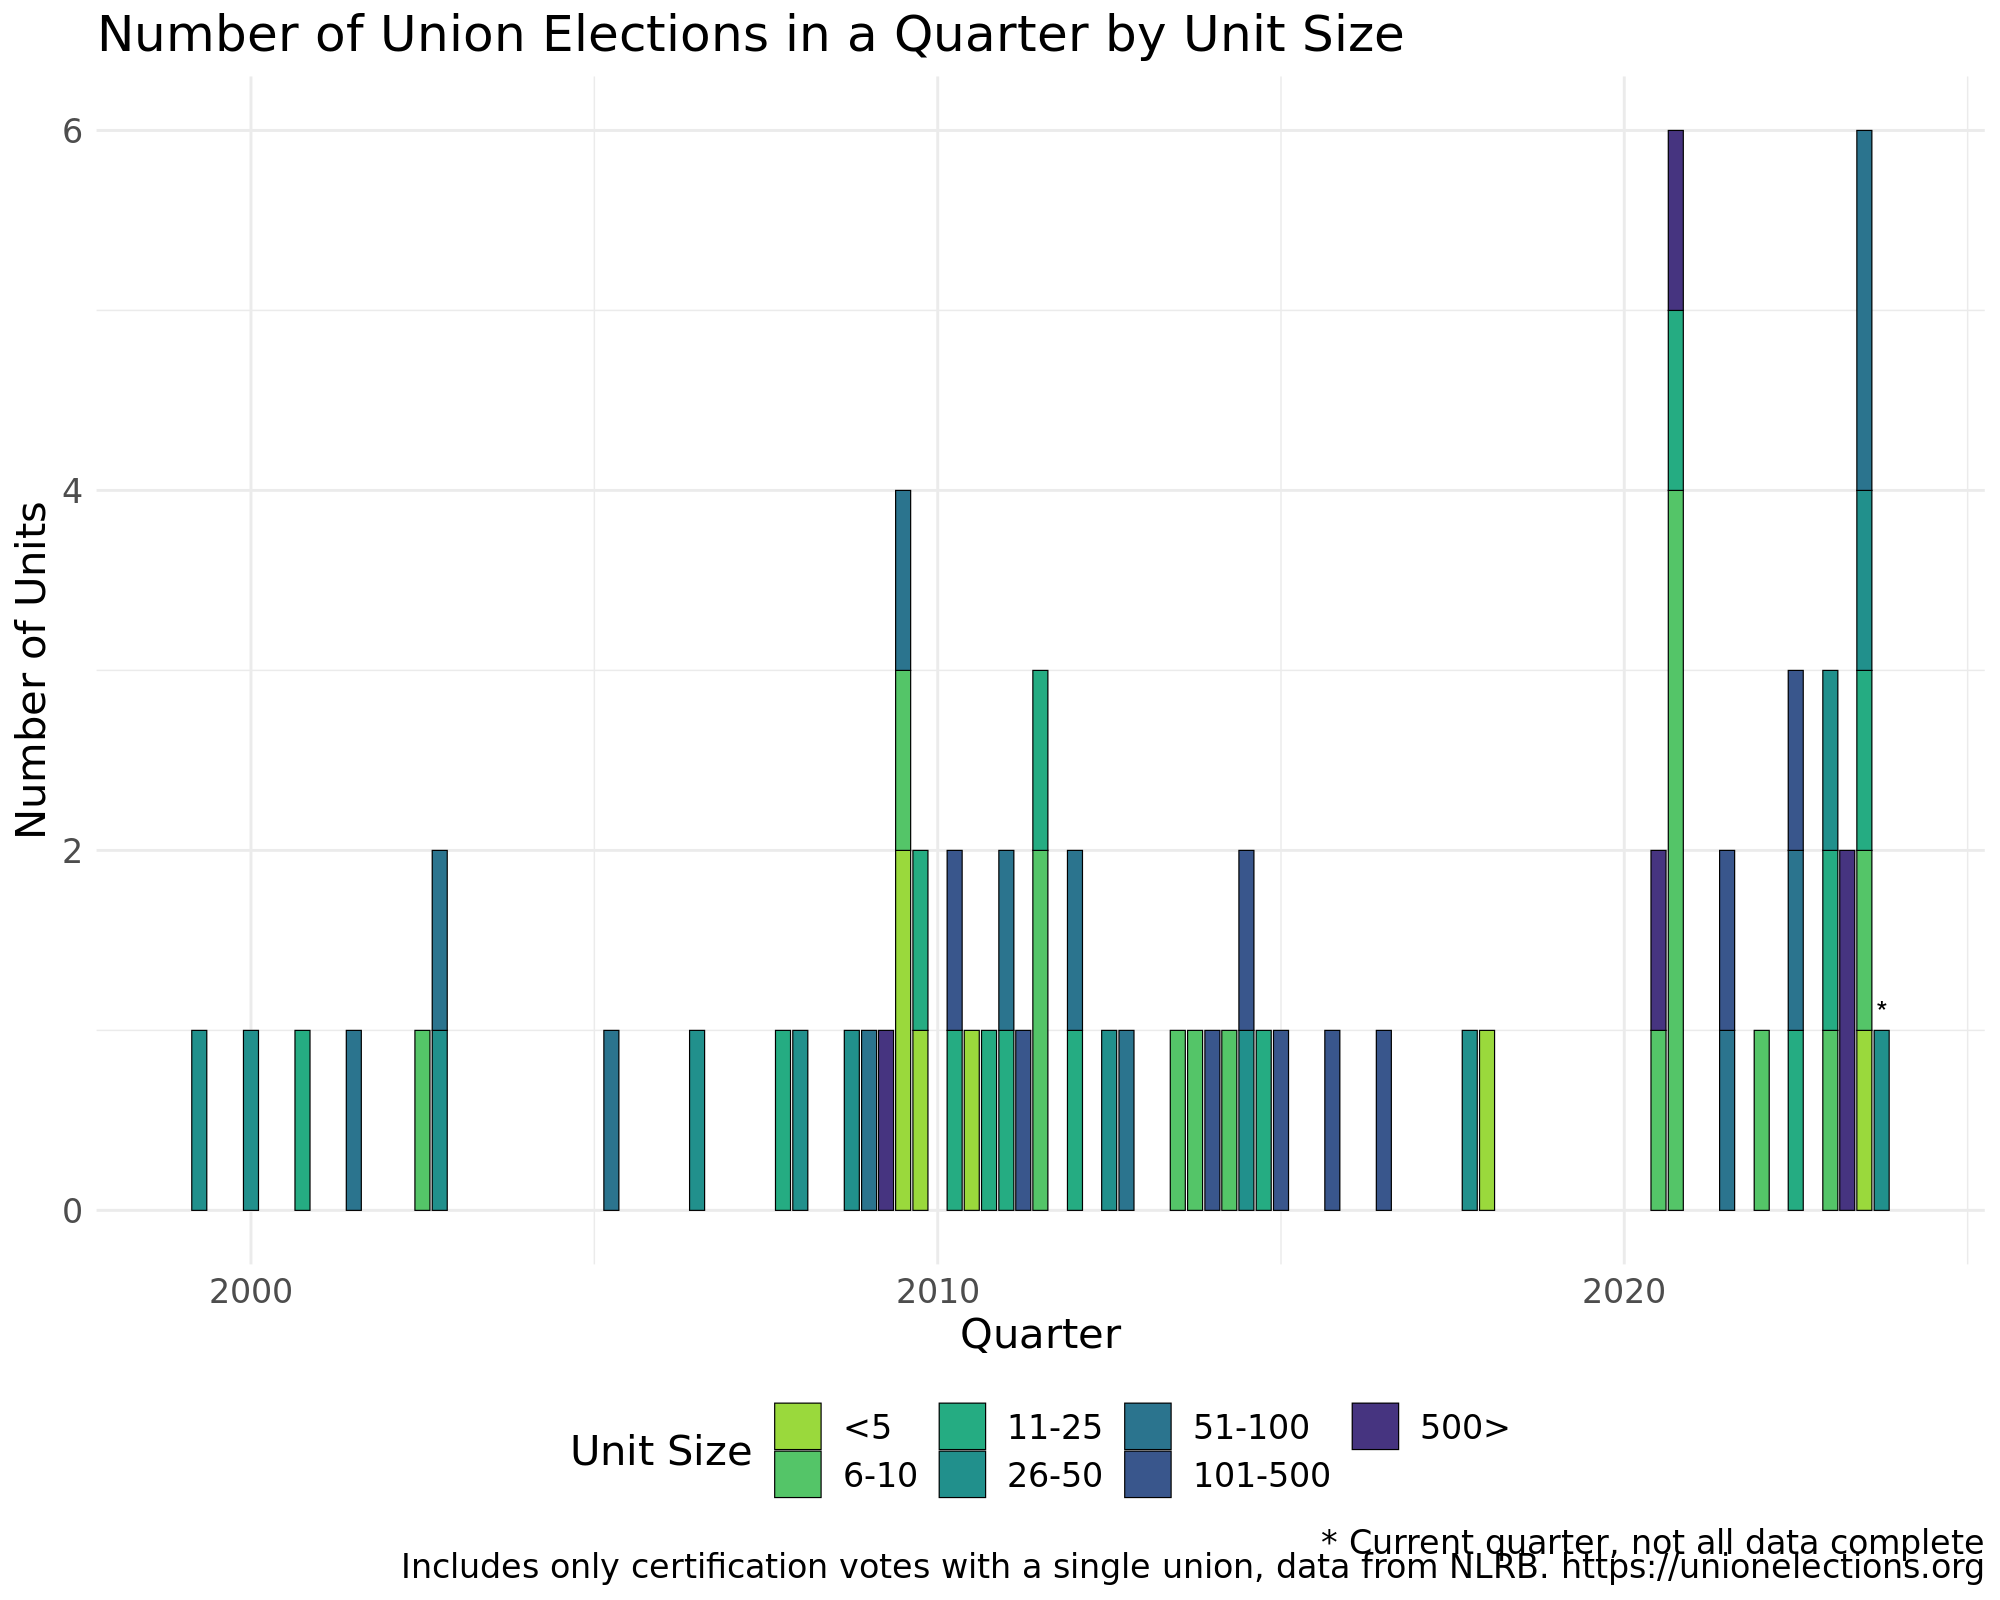 Number of Union Elections in a Quarter by Unit Size
Number of Units
6
4
2
0
*
2000 2010 2020
Quarter
Unit Size
<5 11-25 51-100 500>
6-10 26-50 101-500
* Current quarter, not all data complete
Includes only certification votes with a single union, data from NLRB. https://unionelections.org